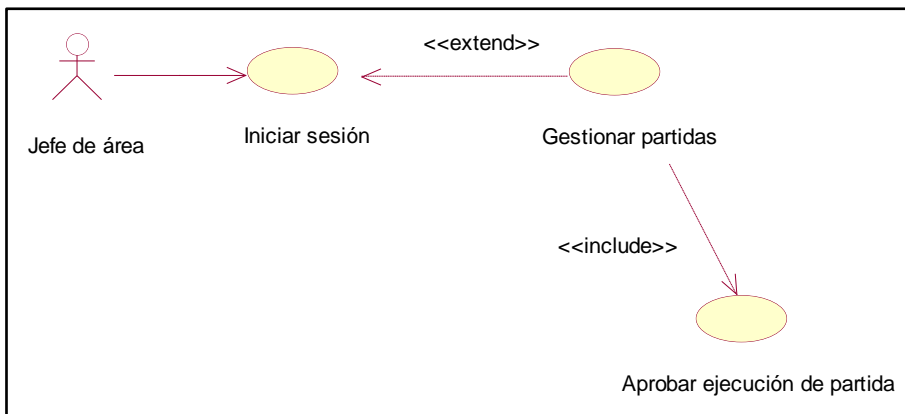 <<extend>>
Jefe de área
Iniciar sesión
Gestionar partidas
<<include>>
Aprobar ejecución de partida